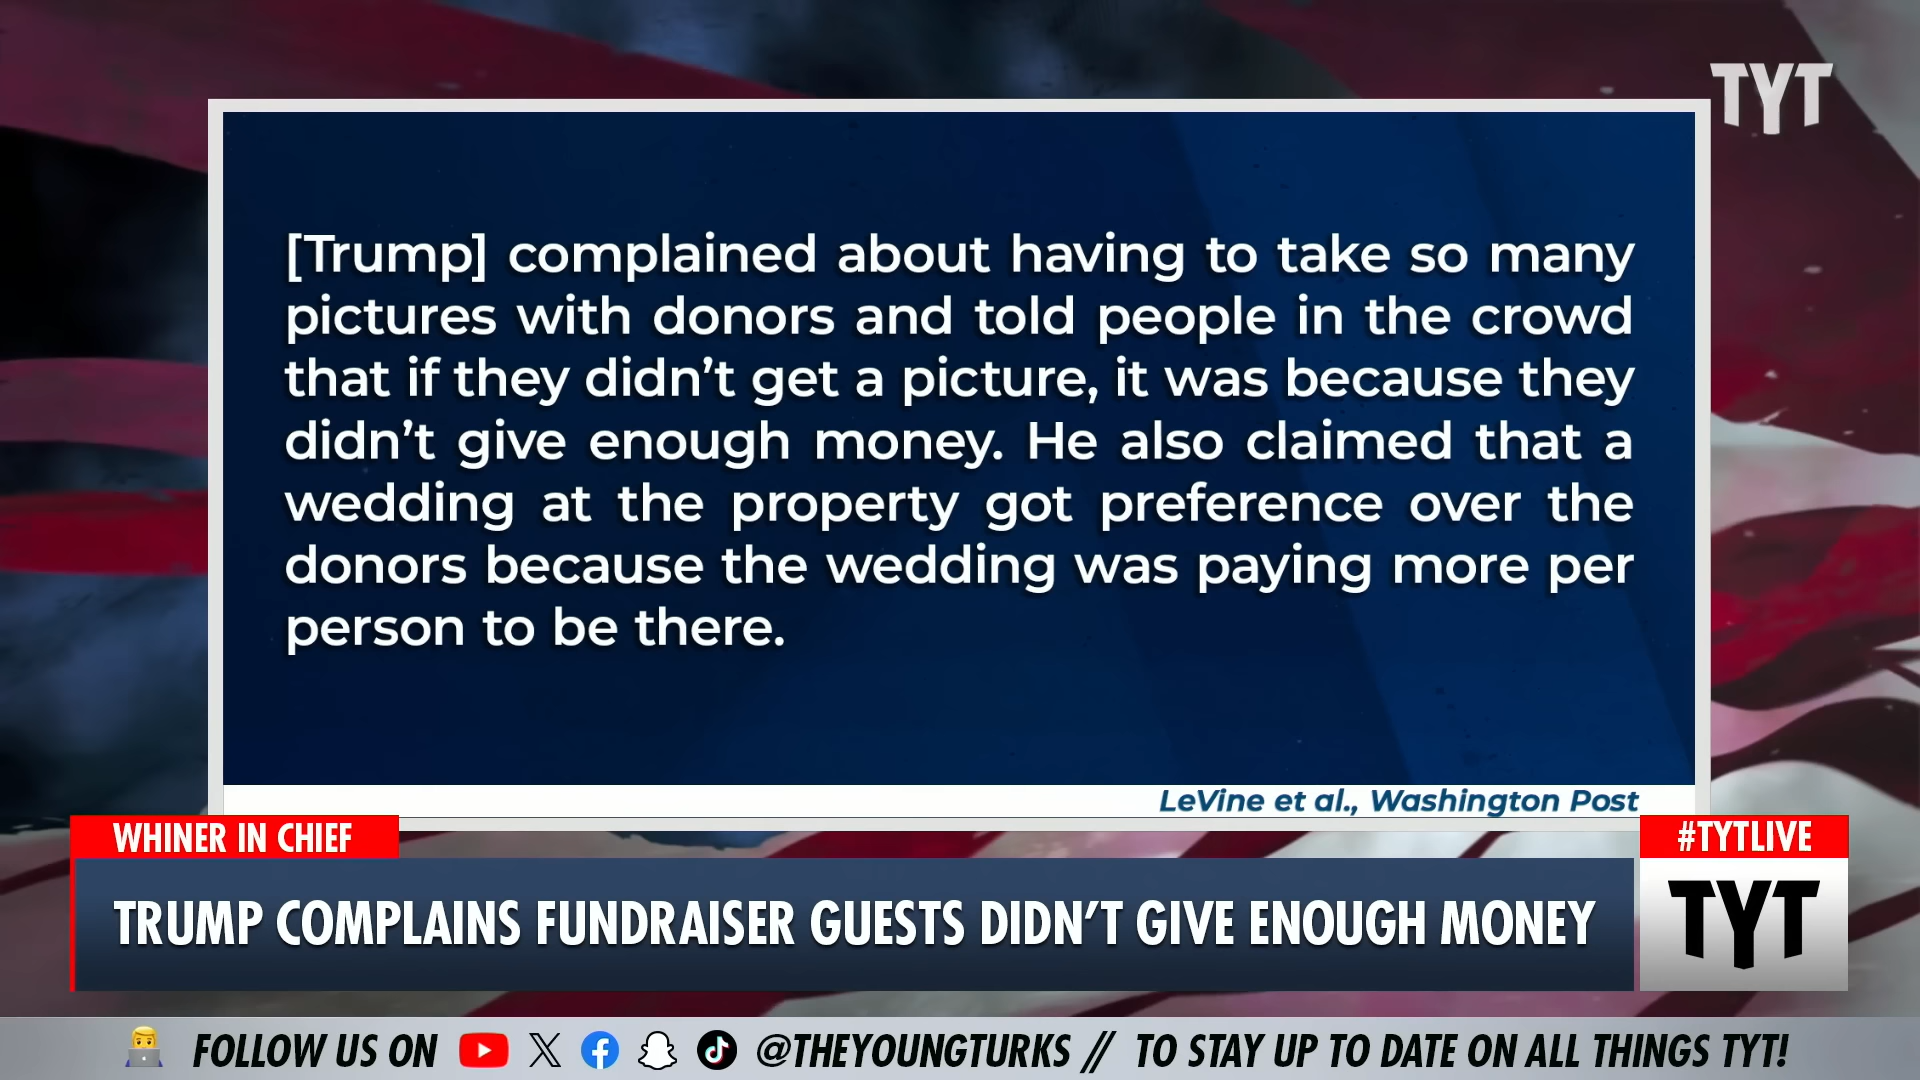 TYT
[Trump] complained about having to take so many
pictures with donors and told people in the crowd
that if they didn’t get a picture, it was because they
didn’t give enough money. He also claimed that a
wedding at the property got preference over the
donors because the wedding was paying more per
person to be there.
LeVine et al., Washington Post
WHINER IN CHIEF
#TYTLIVE
TRUMP COMPLAINS FUNDRAISER GUESTS DIDN’T GIVE ENOUGH MONEY
TYT
FOLLOW US ON @THEYOUNGTURKS // TO STAY UP TO DATE ON ALL THINGS TYT!